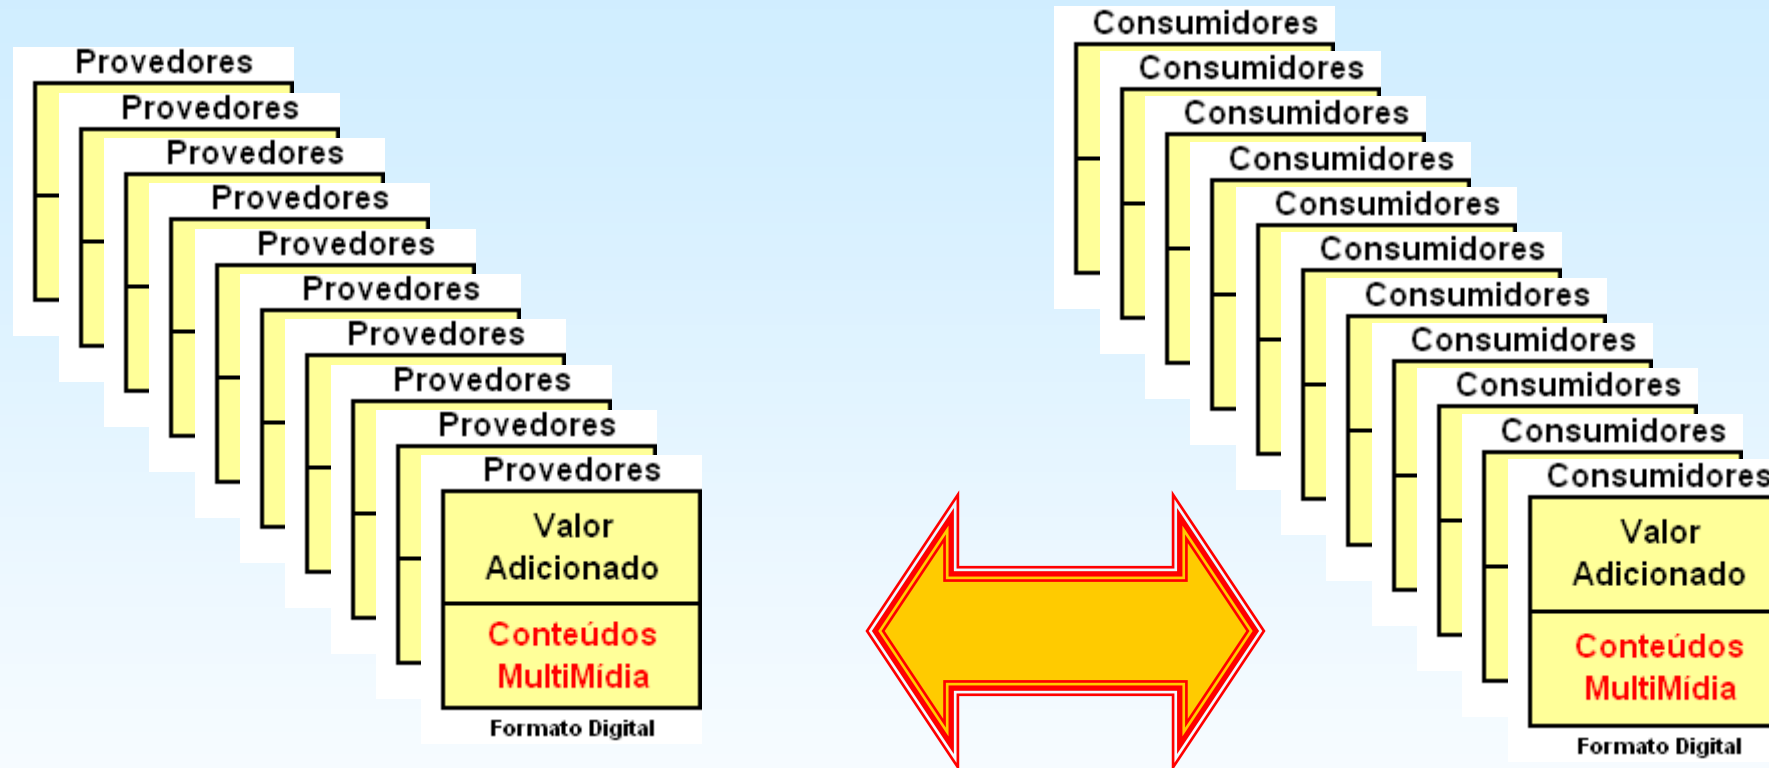 Provedores
Provedores
Provedores
Provedores
Provedores
Provedores
Provedores
Provedores
Provedores
Provedores
Valor
Adicionado
Conteúdos
MultiMídia
Formato Digital
Consumidores
Consumidores
Consumidores
Consumidores
Consumidores
Consumidores
Consumidores
Consumidores
Consumidores
Consumidores
Consumidores
Valor
Adicionado
Conteúdos
MultiMídia
Formato Digital